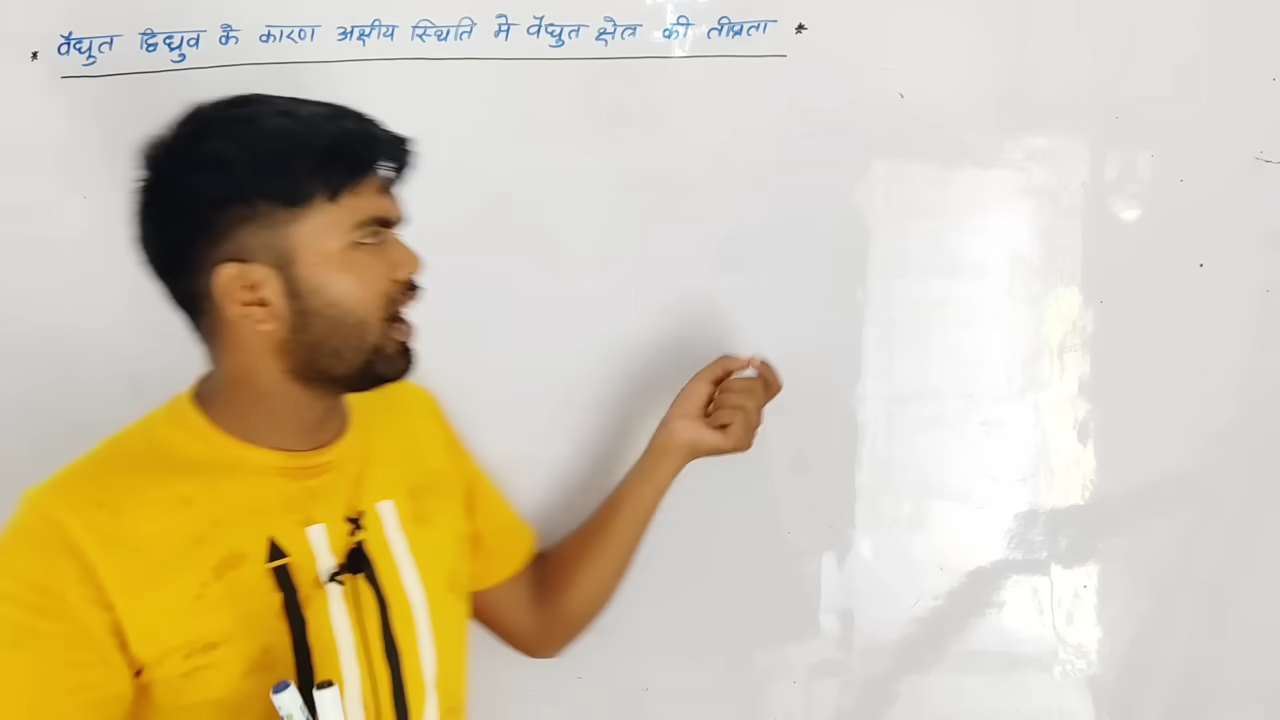 * वैद्युत द्विध्रुव के कारण अक्षीय स्थिति मे वैद्युत क्षेत्र की तीव्रता *